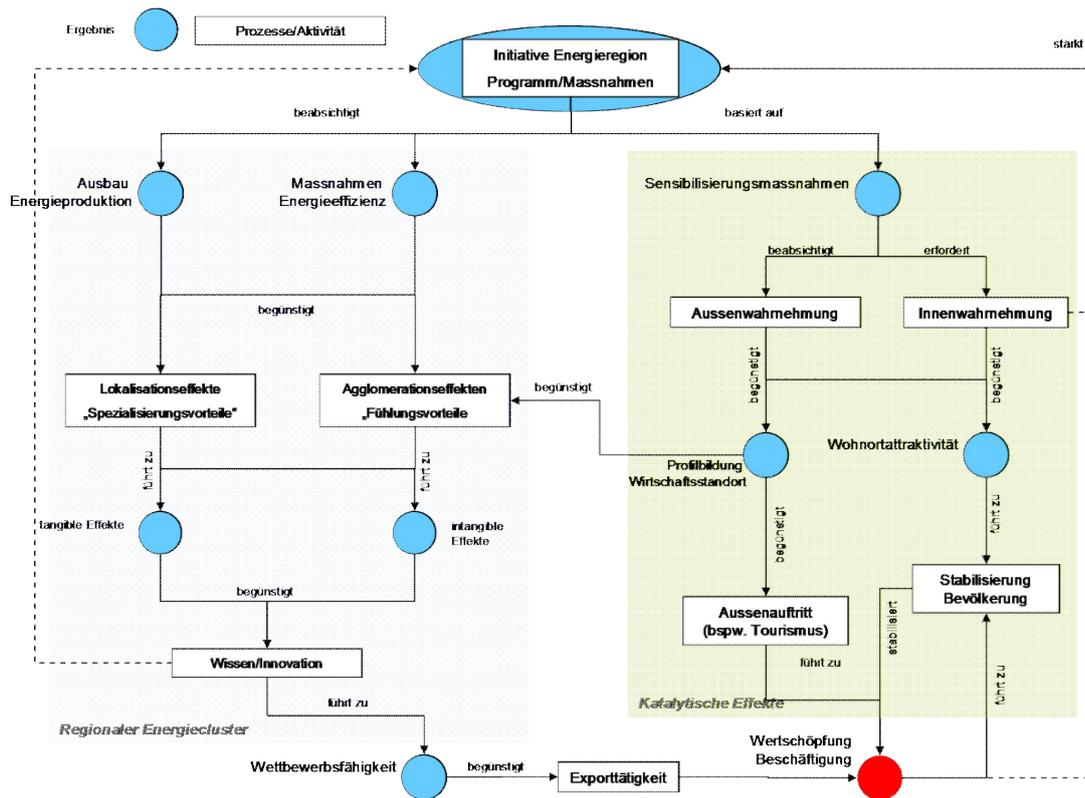 Ergebnis
Prozesse/Aktivität
Initiative Energieregion
Programm/Massnahmen
stärkt
beabsichtigt
basiert auf
Ausbau
Energieproduktion
Massnahmen
Energieeffizienz
Sensibilisierungsmassnahmen
beabsichtigt
erfordert
begünstigt
Aussenwahrnehmung
Innenwahrnehmung
begünstigt
begünstigt
Lokalisationseffekte
„Spezialisierungsvorteile“
Agglomerationseffekten
„Fühlungsvorteile
begünstigt
führt zu
führt zu
Profilbildung
Wirtschaftsstandort
Wohnortattraktivität
tangible Effekte
intangible
Effekte
begünstigt
führt zu
begünstigt
Aussenauftritt
(bspw. Tourismus)
Stabilisierung
Bevölkerung
stabilisiert
Wissen/Innovation
führt zu
führt zu
führt zu
Regionaler Energiecluster
Katalytische Effekte
Wettbewerbsfähigkeit
begünstigt
Exporttätigkeit
Wertschöpfung
Beschäftigung